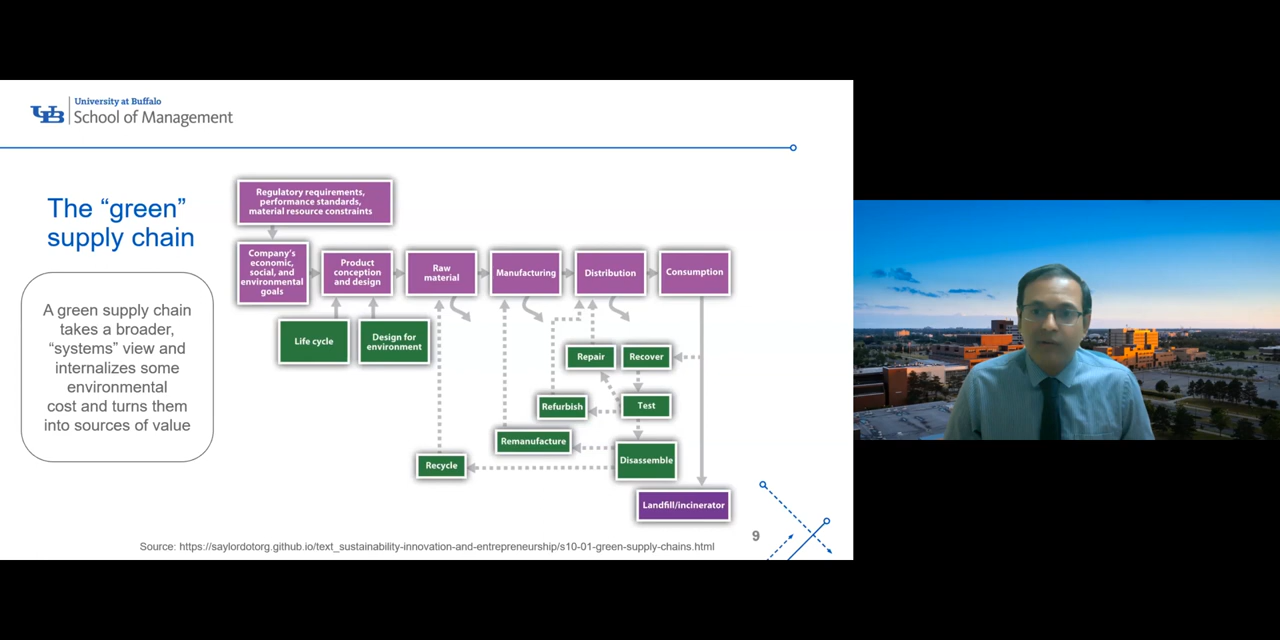 University at Buffalo
UB
School of Management
The “green”
supply chain
A green supply chain
takes a broader,
“systems” view and
internalizes some
environmental
cost and turns them
into sources of value
Regulatory requirements,
performance standards,
material resource constraints
Company’s
economic,
social, and
environmental
goals
Product
conception
and design
Raw
material
Manufacturing
Distribution
Consumption
Life cycle
Design for
environment
Repair
Recover
Refurbish
Test
Remanufacture
Disassemble
Recycle
Landfill/incinerator
9
Source: https://saylordotorg.github.io/text_sustainability-innovation-and-entrepreneurship/s10-01-green-supply-chains.html